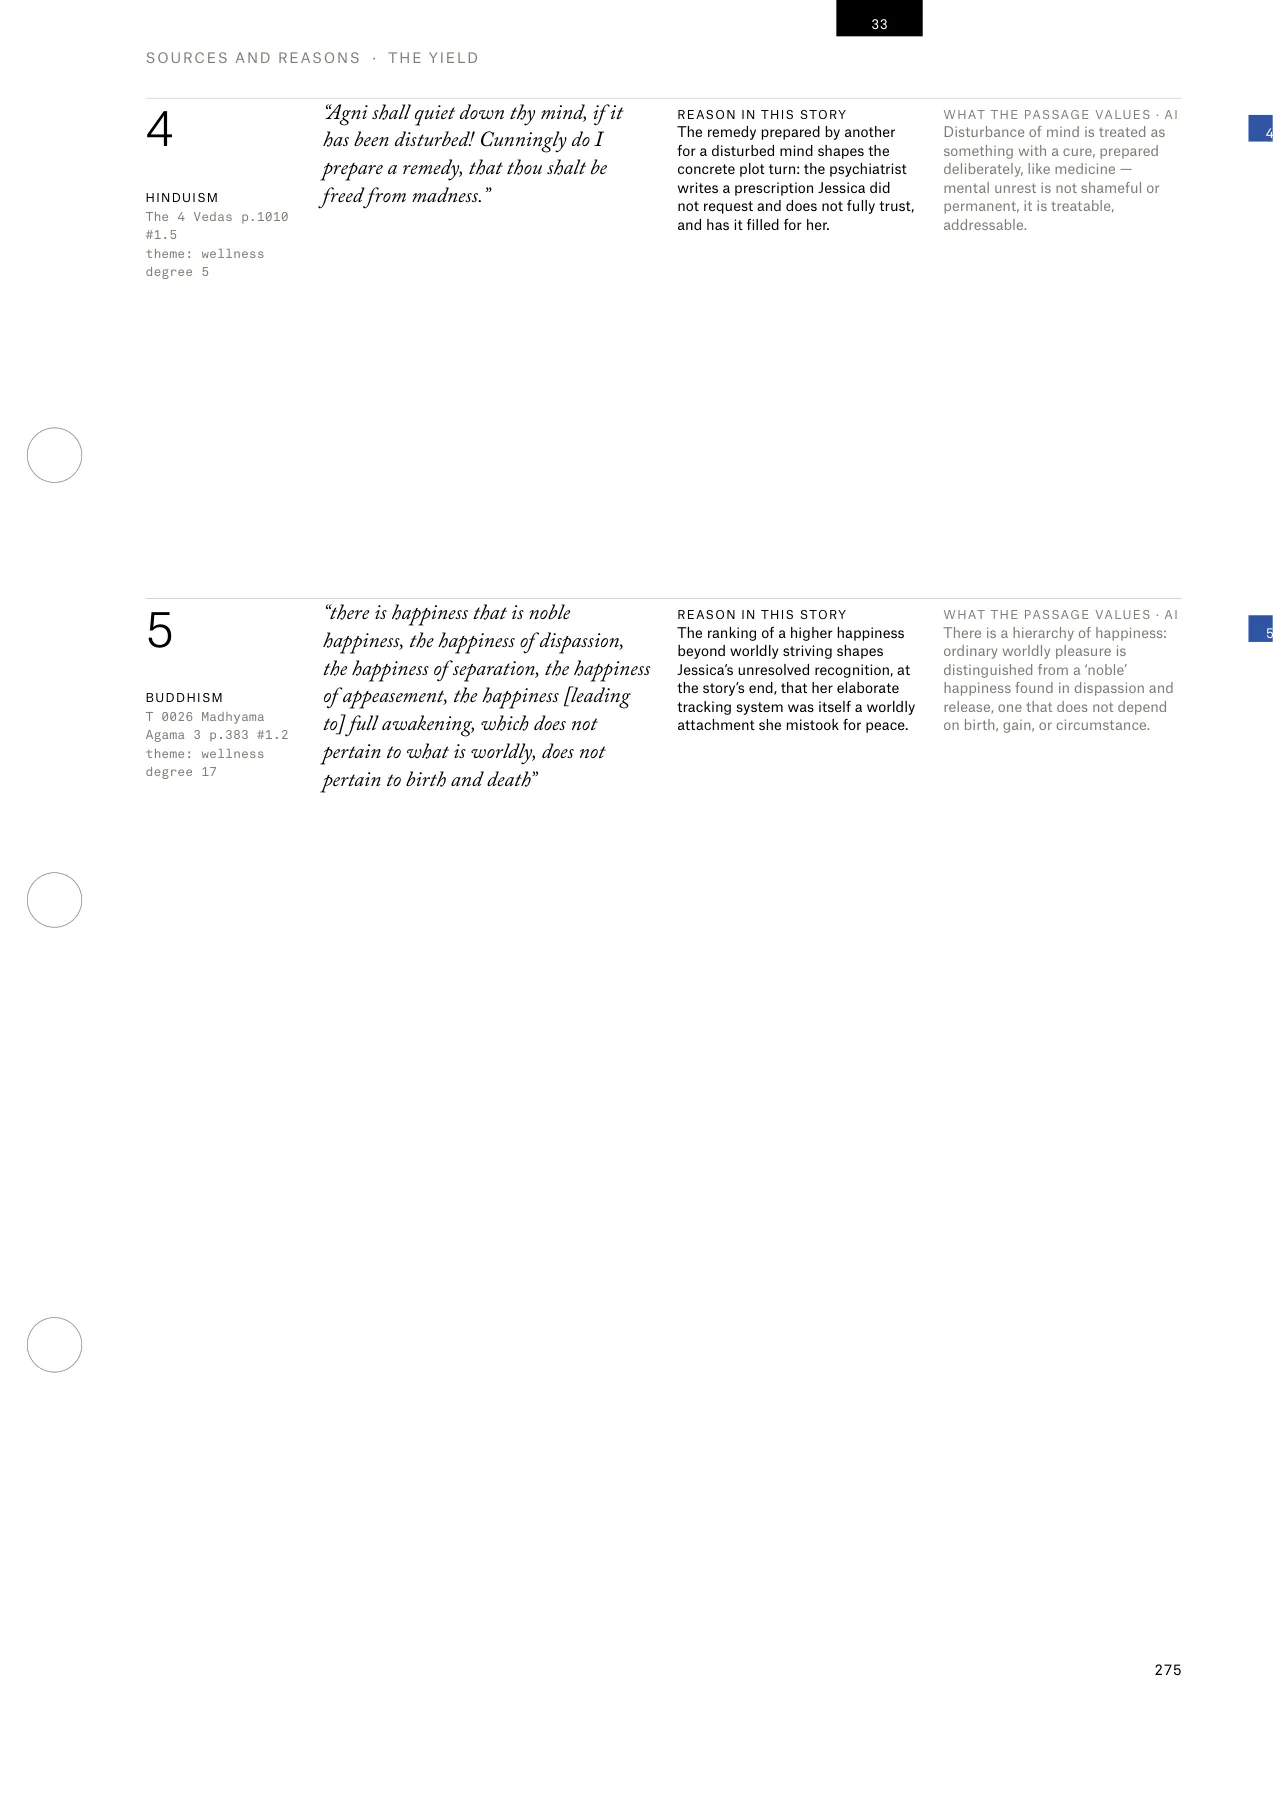 33
SOURCES AND REASONS · THE YIELD
4
HINDUISM
The 4 Vedas p.1010
#1.5
theme: wellness
degree 5
“Agni shall quiet down thy mind, if it
has been disturbed! Cunningly do I
prepare a remedy, that thou shalt be
freed from madness.”
REASON IN THIS STORY
The remedy prepared by another
for a disturbed mind shapes the
concrete plot turn: the psychiatrist
writes a prescription Jessica did
not request and does not fully trust,
and has it filled for her.
WHAT THE PASSAGE VALUES · AI
Disturbance of mind is treated as
something with a cure, prepared
deliberately, like medicine —
mental unrest is not shameful or
permanent, it is treatable,
addressable.
4
5
BUDDHISM
T 0026 Madhyama
Agama 3 p.383 #1.2
theme: wellness
degree 17
“there is happiness that is noble
happiness, the happiness of dispassion,
the happiness of separation, the happiness
of appeasement, the happiness [leading
to] full awakening, which does not
pertain to what is worldly, does not
pertain to birth and death”
REASON IN THIS STORY
The ranking of a higher happiness
beyond worldly striving shapes
Jessica’s unresolved recognition, at
the story’s end, that her elaborate
tracking system was itself a worldly
attachment she mistook for peace.
WHAT THE PASSAGE VALUES · AI
There is a hierarchy of happiness:
ordinary worldly pleasure is
distinguished from a ‘noble’
happiness found in dispassion and
release, one that does not depend
on birth, gain, or circumstance.
5
275